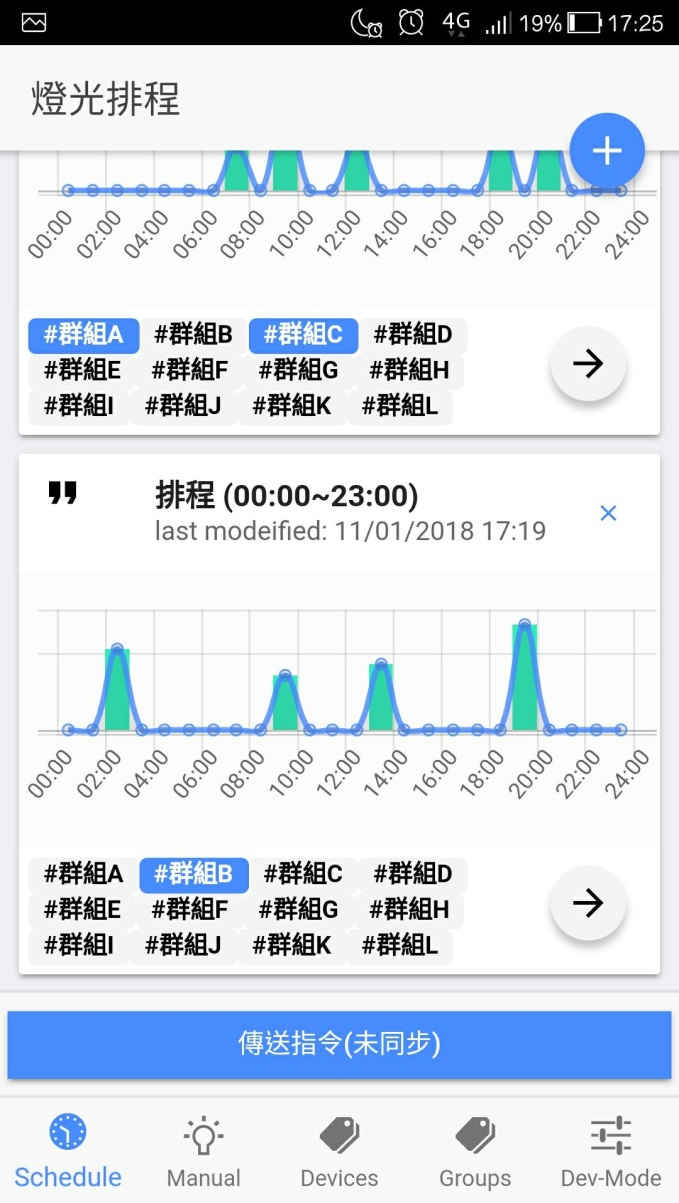 4G 19% 17:25
燈光排程
+
00:00 02:00 04:00 06:00 08:00 10:00 12:00 14:00 16:00 18:00 20:00 22:00 24:00
#群組A #群組B #群組C #群組D
#群組E #群組F #群組G #群組H
#群組I #群組J #群組K #群組L
排程 (00:00~23:00)
last modeified: 11/01/2018 17:19
00:00 02:00 04:00 06:00 08:00 10:00 12:00 14:00 16:00 18:00 20:00 22:00 24:00
#群組A #群組B #群組C #群組D
#群組E #群組F #群組G #群組H
#群組I #群組J #群組K #群組L
傳送指令(未同步)
Schedule Manual Devices Groups Dev-Mode